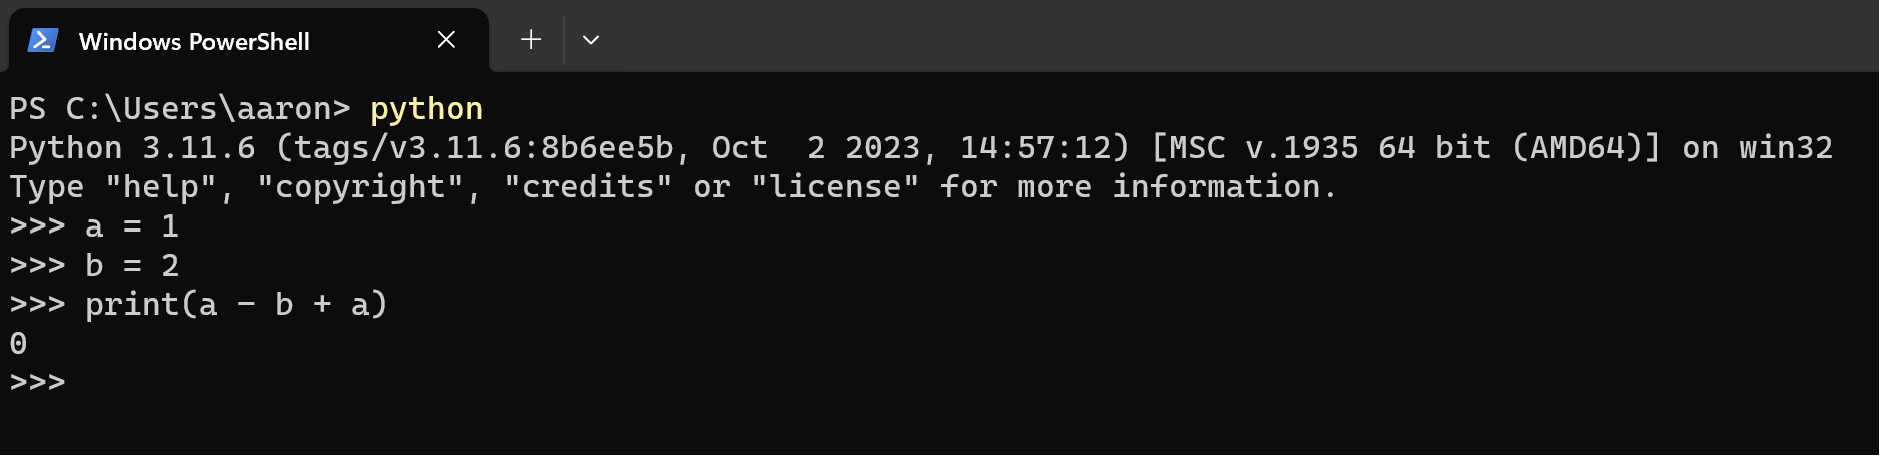 Windows PowerShell
PS C:\Users\aaron> python
Python 3.11.6 (tags/v3.11.6:8b6ee5b, Oct  2 2023, 14:57:12) [MSC v.1935 64 bit (AMD64)] on win32
Type "help", "copyright", "credits" or "license" for more information.
>>> a = 1
>>> b = 2
>>> print(a - b + a)
0
>>>